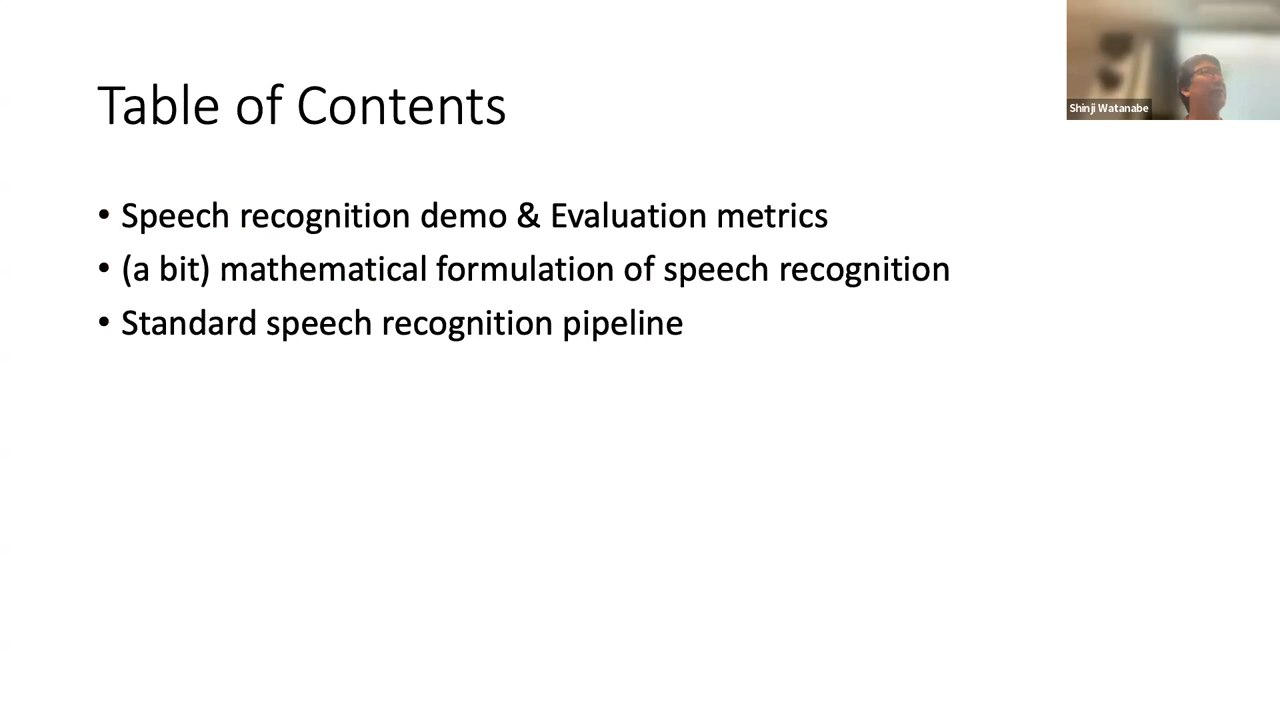 Table of Contents
Shinji Watanabe
• Speech recognition demo & Evaluation metrics
• (a bit) mathematical formulation of speech recognition
• Standard speech recognition pipeline